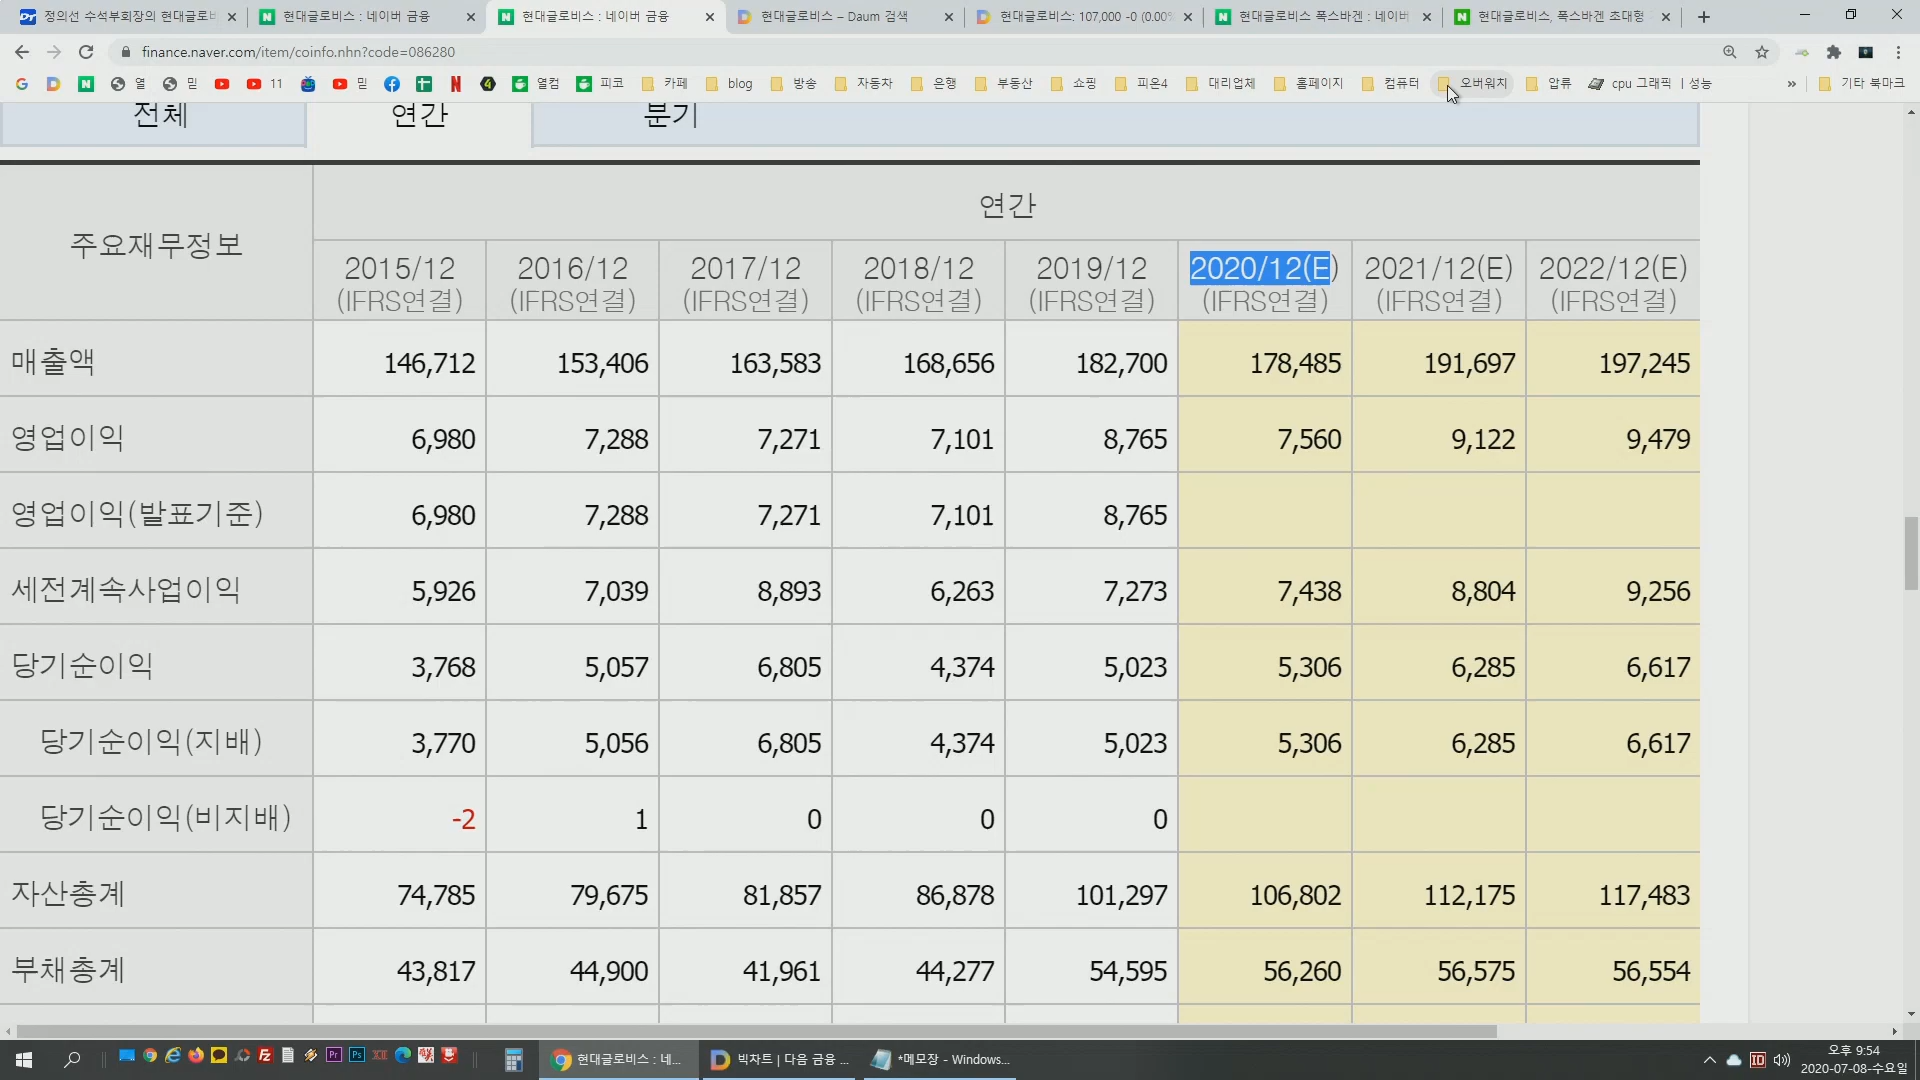 정의선 수석부회장의 현대글로비
현대글로비스 : 네이버 금융
현대글로비스 : 네이버 금융
현대글로비스 – Daum 검색
현대글로비스: 107,000 -0 (0.00%
현대글로비스 폭스바겐 : 네이버
현대글로비스, 폭스바겐 초대형
finance.naver.com/item/coinfo.nhn?code=086280
열 믿 11 믿 열컴 피코 카페 blog 방송 자동차 은행 부동산 쇼핑 피온4 대리업체 홈페이지 컴퓨터 오버워치 압류 cpu 그래픽 | 성능 » 기타 북마크
전체 연간 분기
주요재무정보 연간
2015/12 2016/12 2017/12 2018/12 2019/12 2020/12(E) 2021/12(E) 2022/12(E)
(IFRS연결) (IFRS연결) (IFRS연결) (IFRS연결) (IFRS연결) (IFRS연결) (IFRS연결) (IFRS연결)
매출액 146,712 153,406 163,583 168,656 182,700 178,485 191,697 197,245
영업이익 6,980 7,288 7,271 7,101 8,765 7,560 9,122 9,479
영업이익(발표기준) 6,980 7,288 7,271 7,101 8,765
세전계속사업이익 5,926 7,039 8,893 6,263 7,273 7,438 8,804 9,256
당기순이익 3,768 5,057 6,805 4,374 5,023 5,306 6,285 6,617
당기순이익(지배) 3,770 5,056 6,805 4,374 5,023 5,306 6,285 6,617
당기순이익(비지배) -2 1 0 0 0
자산총계 74,785 79,675 81,857 86,878 101,297 106,802 112,175 117,483
부채총계 43,817 44,900 41,961 44,277 54,595 56,260 56,575 56,554
현대글로비스 : 네... 빅차트 | 다음 금융 ... *메모장 - Windows...
오후 9:54
2020-07-08-수요일